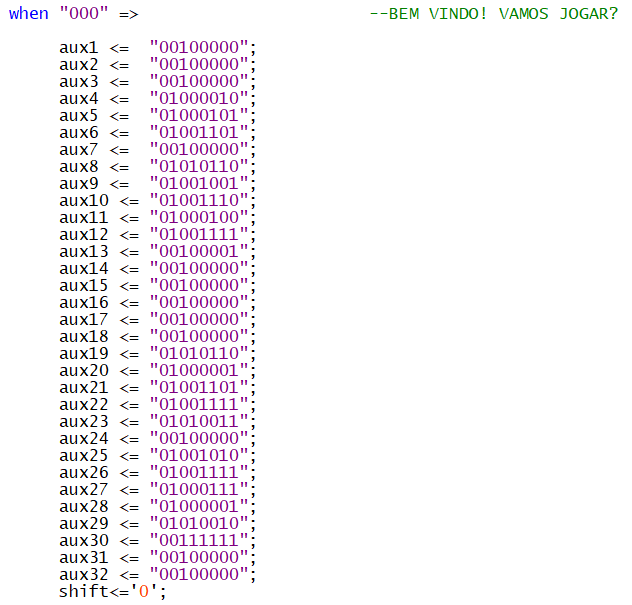 when "000" =>                       --BEM VINDO! VAMOS JOGAR?
aux1 <=  "00100000";
aux2 <=  "00100000";
aux3 <=  "00100000";
aux4 <=  "01000010";
aux5 <=  "01000101";
aux6 <=  "01001101";
aux7 <=  "00100000";
aux8 <=  "01010110";
aux9 <=  "01001001";
aux10 <= "01001110";
aux11 <= "01000100";
aux12 <= "01001111";
aux13 <= "00100001";
aux14 <= "00100000";
aux15 <= "00100000";
aux16 <= "00100000";
aux17 <= "00100000";
aux18 <= "00100000";
aux19 <= "01010110";
aux20 <= "01000001";
aux21 <= "01001101";
aux22 <= "01001111";
aux23 <= "01010011";
aux24 <= "00100000";
aux25 <= "01001010";
aux26 <= "01001111";
aux27 <= "01000111";
aux28 <= "01000001";
aux29 <= "01010010";
aux30 <= "00111111";
aux31 <= "00100000";
aux32 <= "00100000";
shift<='0';